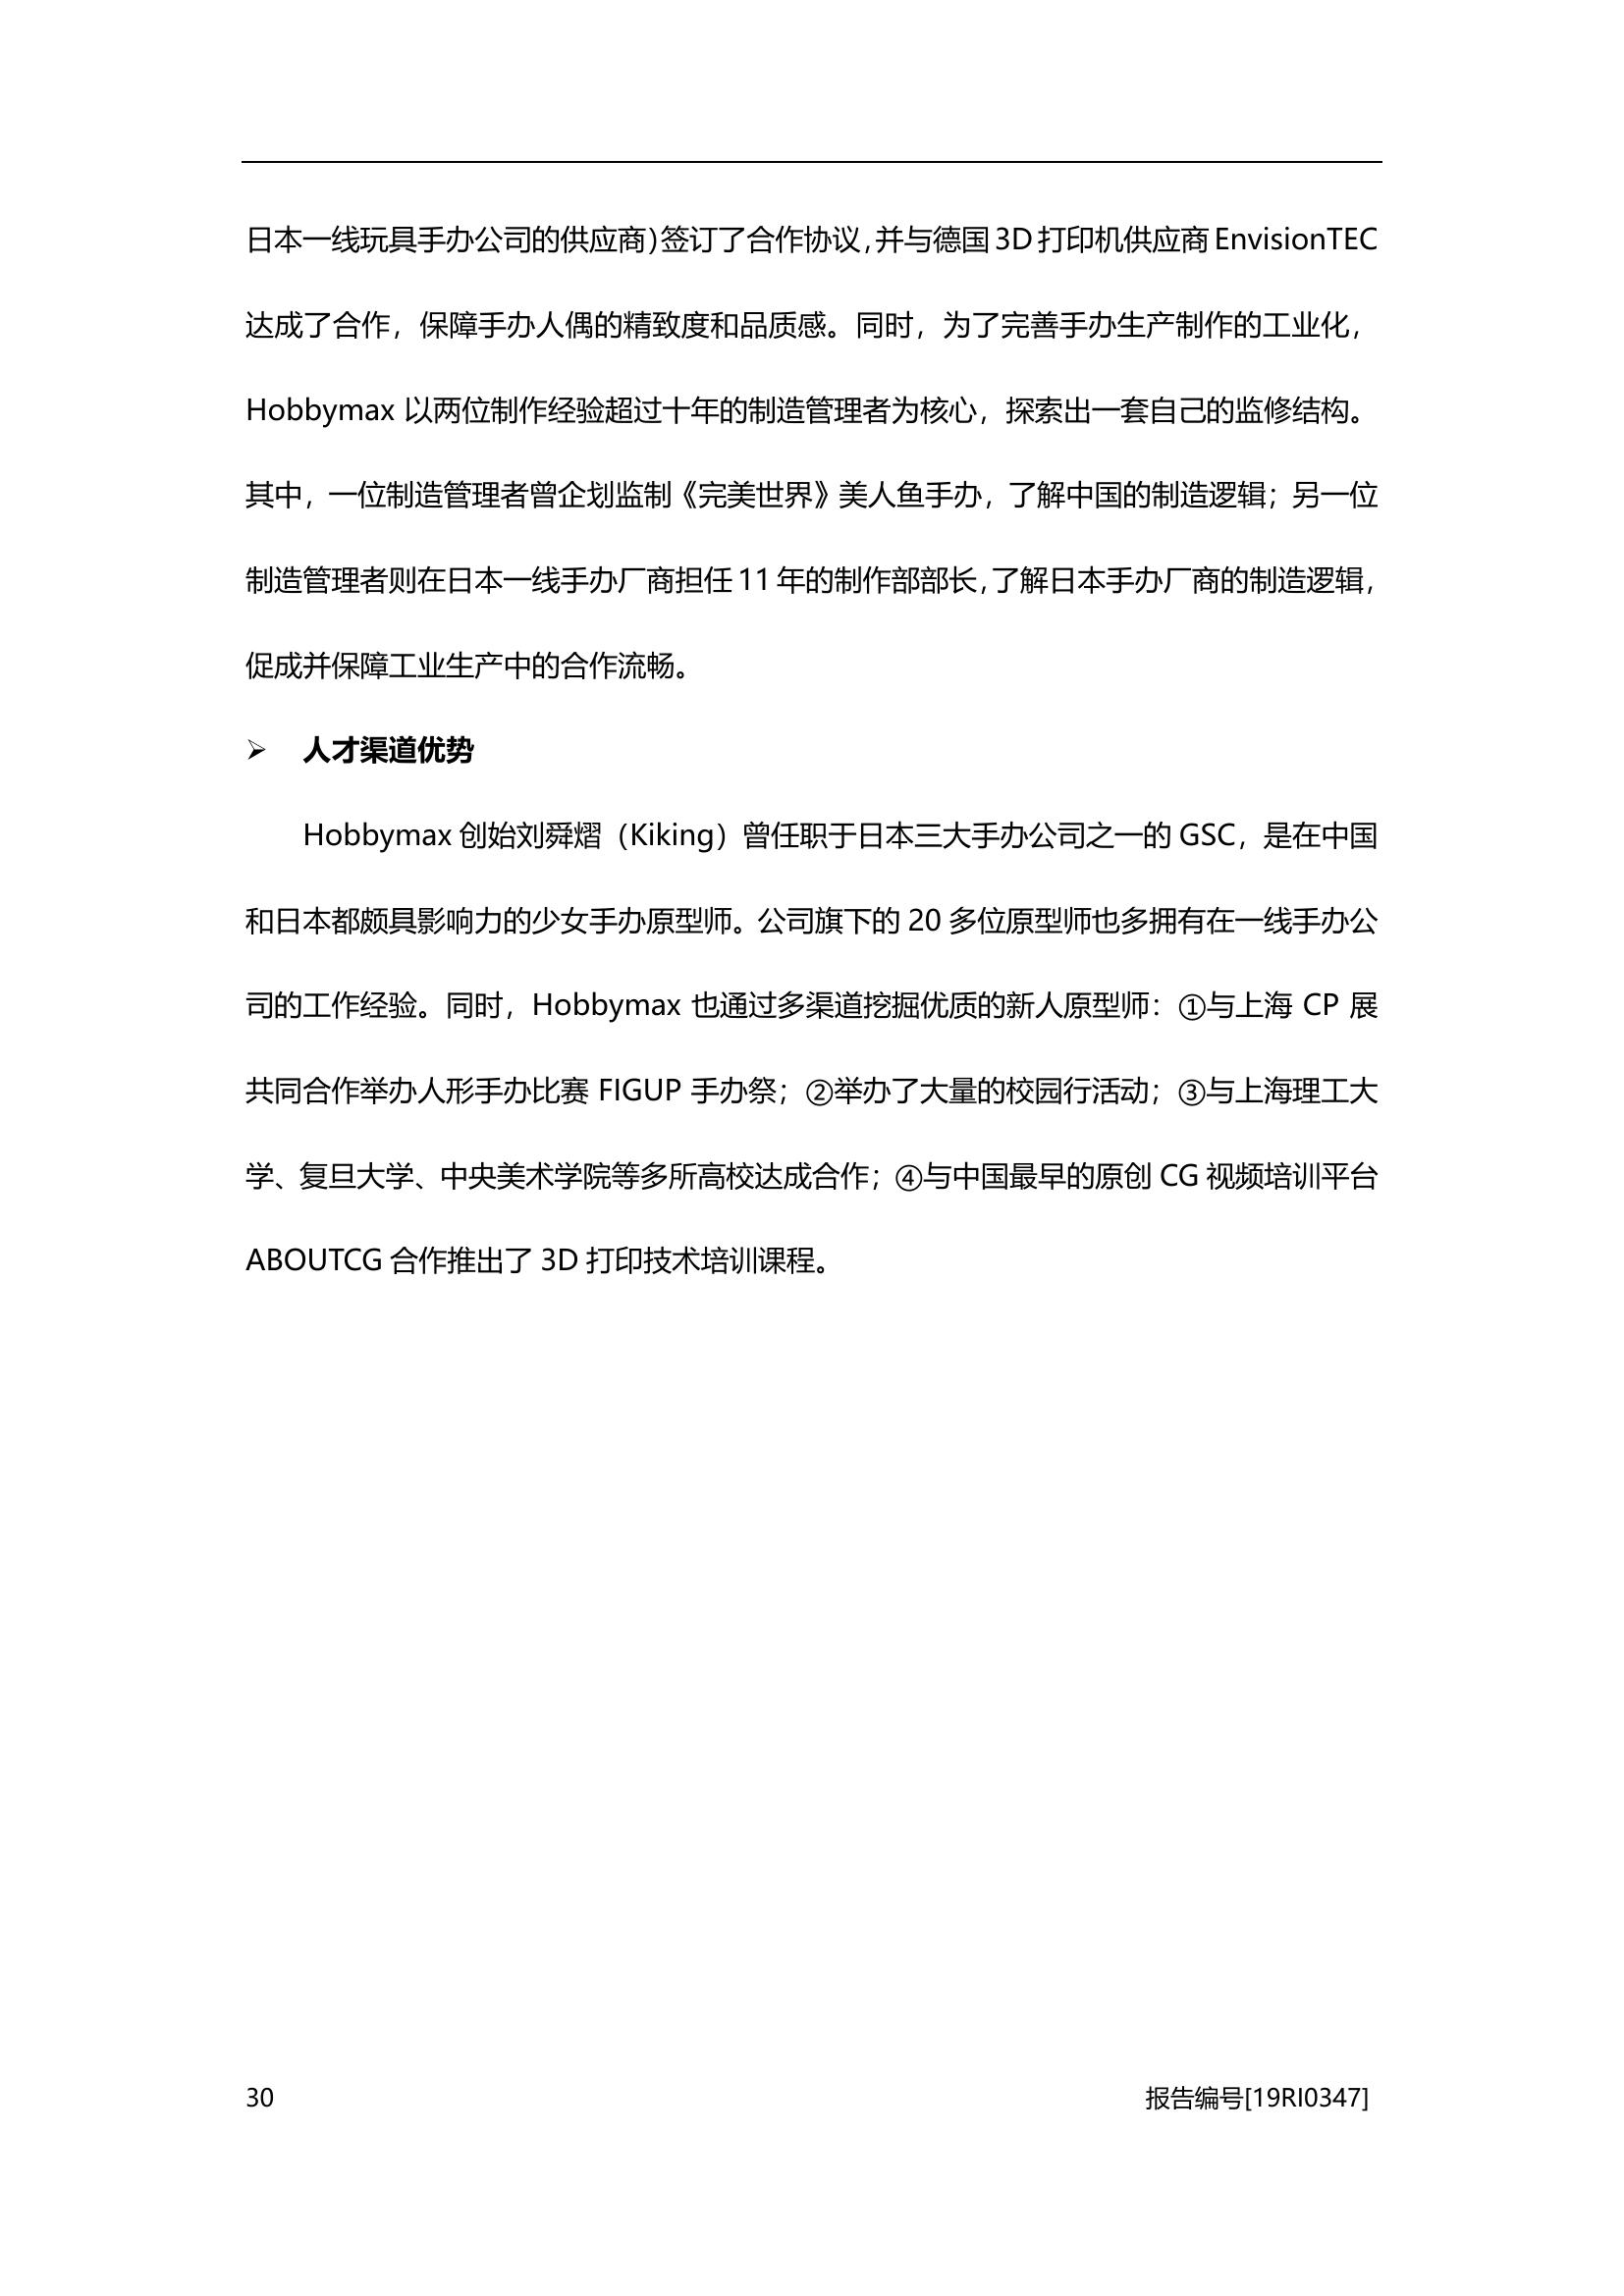 日本一线玩具手办公司的供应商)签订了合作协议,并与德国 3D 打印机供应商 EnvisionTEC
达成了合作，保障手办人偶的精致度和品质感。同时，为了完善手办生产制作的工业化，
Hobbymax 以两位制作经验超过十年的制造管理者为核心，探索出一套自己的监修结构。
其中，一位制造管理者曾企划监制《完美世界》美人鱼手办，了解中国的制造逻辑；另一位
制造管理者则在日本一线手办厂商担任 11 年的制作部部长，了解日本手办厂商的制造逻辑，
促成并保障工业生产中的合作流畅。
➢ 人才渠道优势
Hobbymax 创始刘舜熠（Kiking）曾任职于日本三大手办公司之一的 GSC，是在中国
和日本都颇具影响力的少女手办原型师。公司旗下的 20 多位原型师也多拥有在一线手办公
司的工作经验。同时，Hobbymax 也通过多渠道挖掘优质的新人原型师：①与上海 CP 展
共同合作举办人形手办比赛 FIGUP 手办祭；②举办了大量的校园行活动；③与上海理工大
学、复旦大学、中央美术学院等多所高校达成合作；④与中国最早的原创 CG 视频培训平台
ABOUTCG 合作推出了 3D 打印技术培训课程。
30 报告编号[19RI0347]